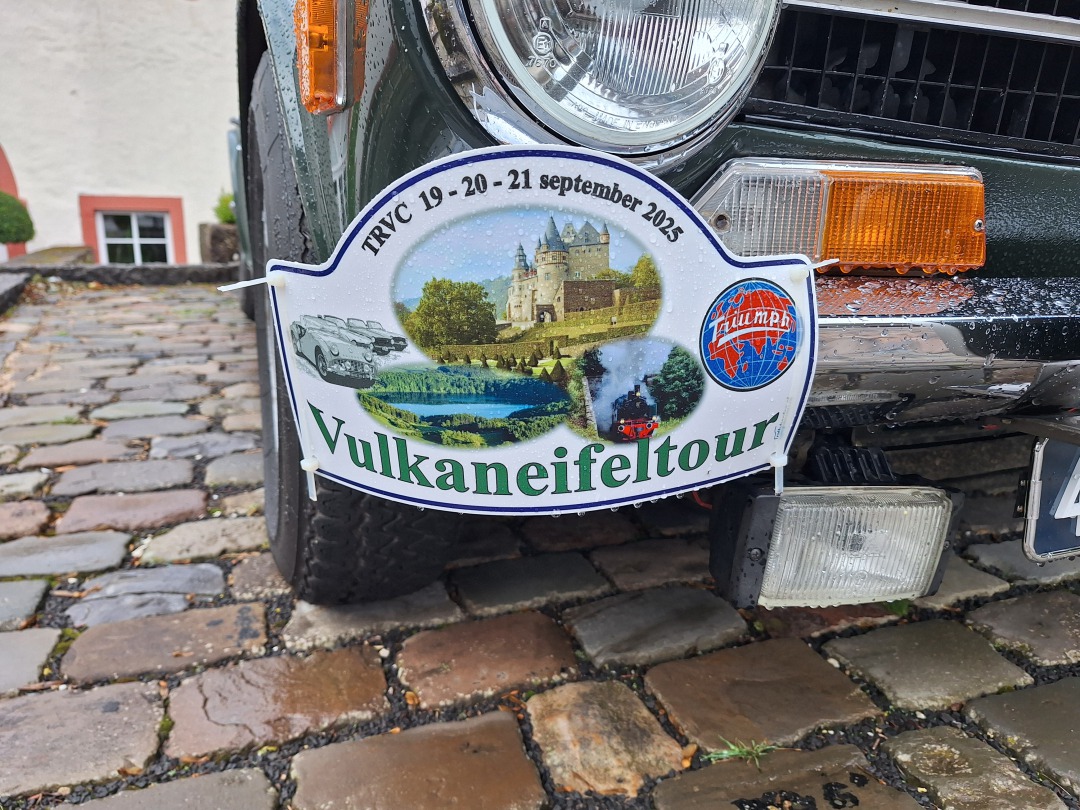 TRVC 19 - 20 - 21 september 2025
Triumph
Vulkaneifeltour